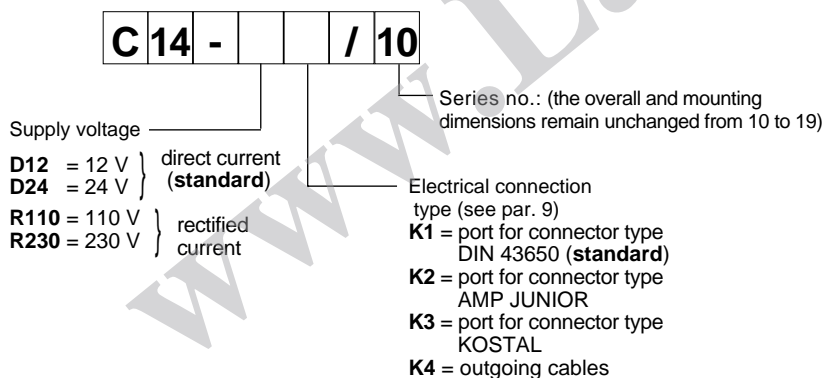 C 14 - / 10
Series no.: (the overall and mounting
dimensions remain unchanged from 10 to 19)
Supply voltage
D12 = 12 V
D24 = 24 V
} direct current
(standard)
R110 = 110 V
R230 = 230 V
} rectified
current
Electrical connection
type (see par. 9)
K1 = port for connector type
DIN 43650 (standard)
K2 = port for connector type
AMP JUNIOR
K3 = port for connector type
KOSTAL
K4 = outgoing cables